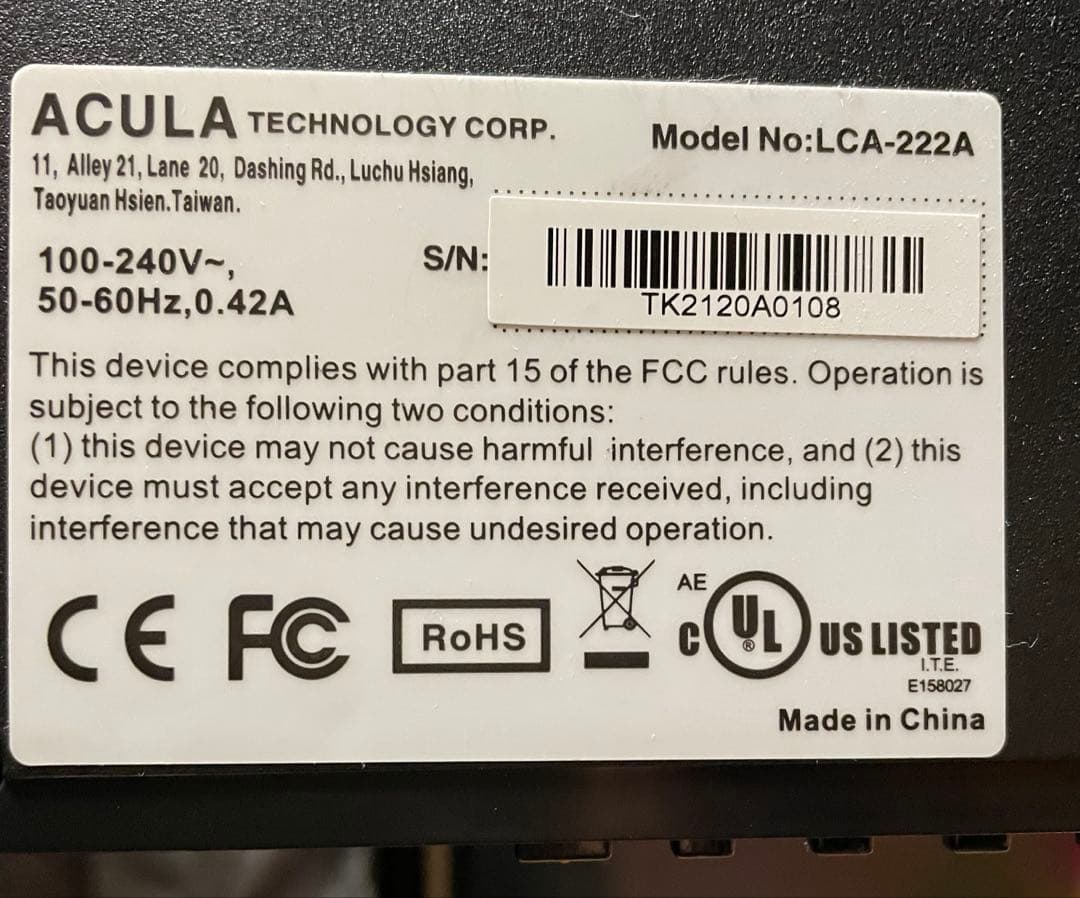 ACULA TECHNOLOGY CORP.
Model No:LCA-222A
11, Alley 21, Lane 20, Dashing Rd., Luchu Hsiang,
Taoyuan Hsien.Taiwan.
100-240V~,
50-60Hz,0.42A
S/N:
TK2120A0108
This device complies with part 15 of the FCC rules. Operation is
subject to the following two conditions:
(1) this device may not cause harmful interference, and (2) this
device must accept any interference received, including
interference that may cause undesired operation.
CE FC RoHS AE
C UL ® US LISTED
I.T.E.
E158027
Made in China